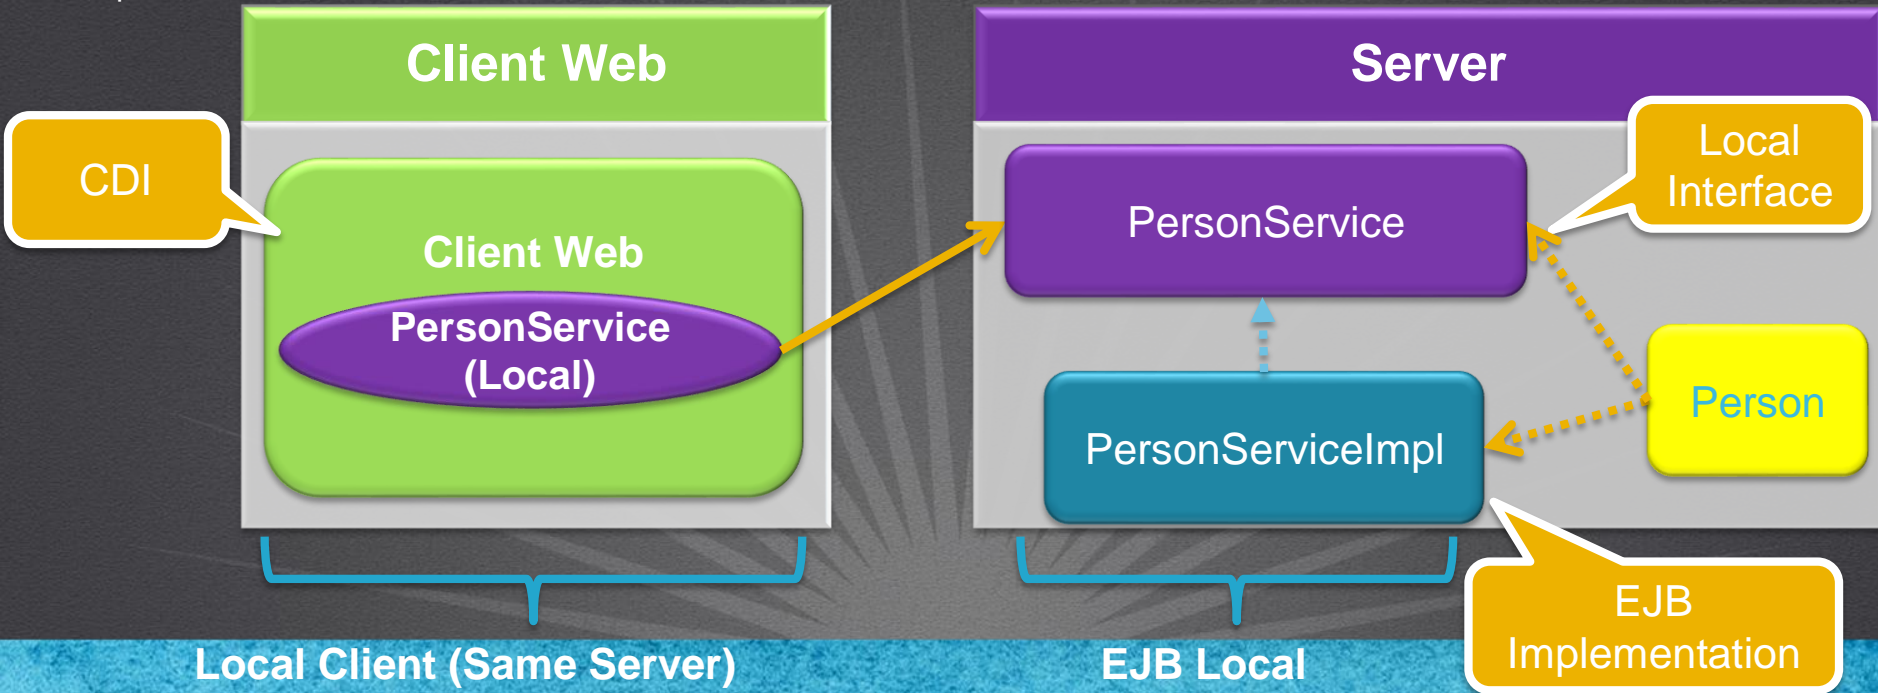 Client Web
Server
CDI
Local
Interface
Client Web
PersonService
(Local)
PersonService
PersonServiceImpl
Person
EJB
Implementation
Local Client (Same Server)
EJB Local